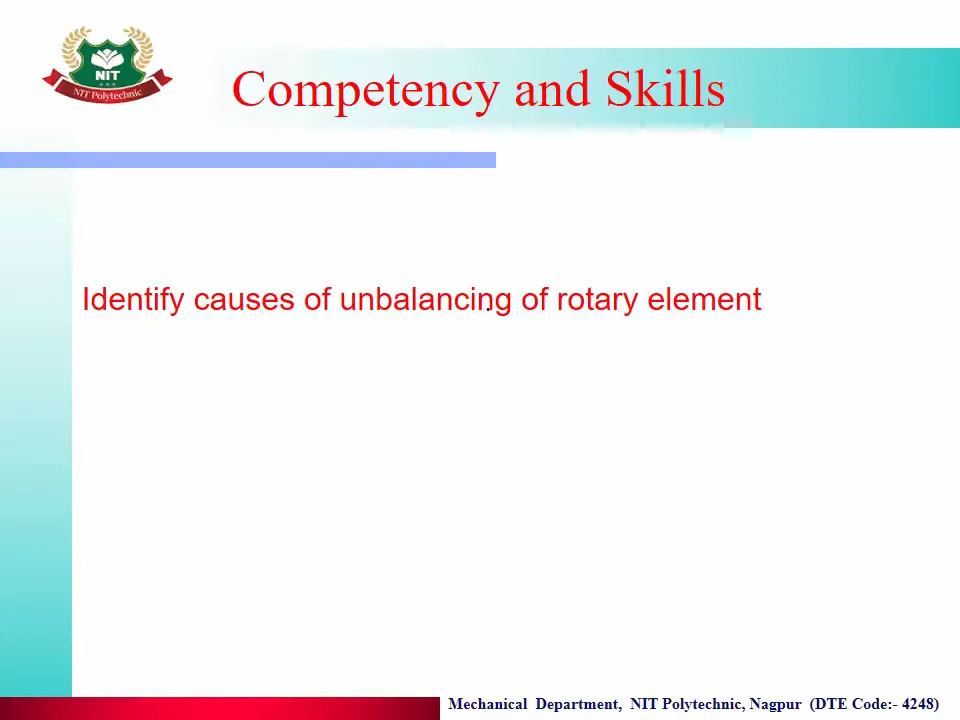 NIT
NIT Polytechnic
Competency and Skills
Identify causes of unbalancing of rotary element
Mechanical Department, NIT Polytechnic, Nagpur (DTE Code:- 4248)